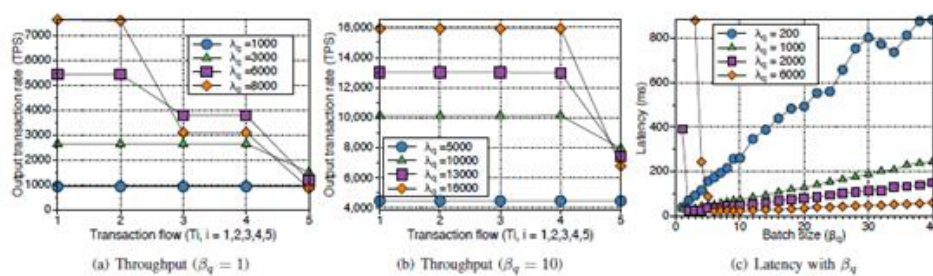 7000
6000
5000
4000
3000
2000
1000
0
Output transaction rate (TPS)
λq =1000
λq =3000
λq =6000
λq =8000
1 2 3 4 5
Transaction flow (Ti, i = 1,2,3,4,5)
(a) Throughput (βq = 1)
16,000
14,000
12,000
10,000
8,000
6,000
4,000
Output transaction rate (TPS)
λq =5000
λq =10000
λq =13000
λq =16000
1 2 3 4 5
Transaction flow (Ti, i = 1,2,3,4,5)
(b) Throughput (βq = 10)
800
600
400
200
0
Latency (ms)
λq = 200
λq = 1000
λq = 2000
λq = 6000
0 10 20 30 40
Batch size (βq)
(c) Latency with βq